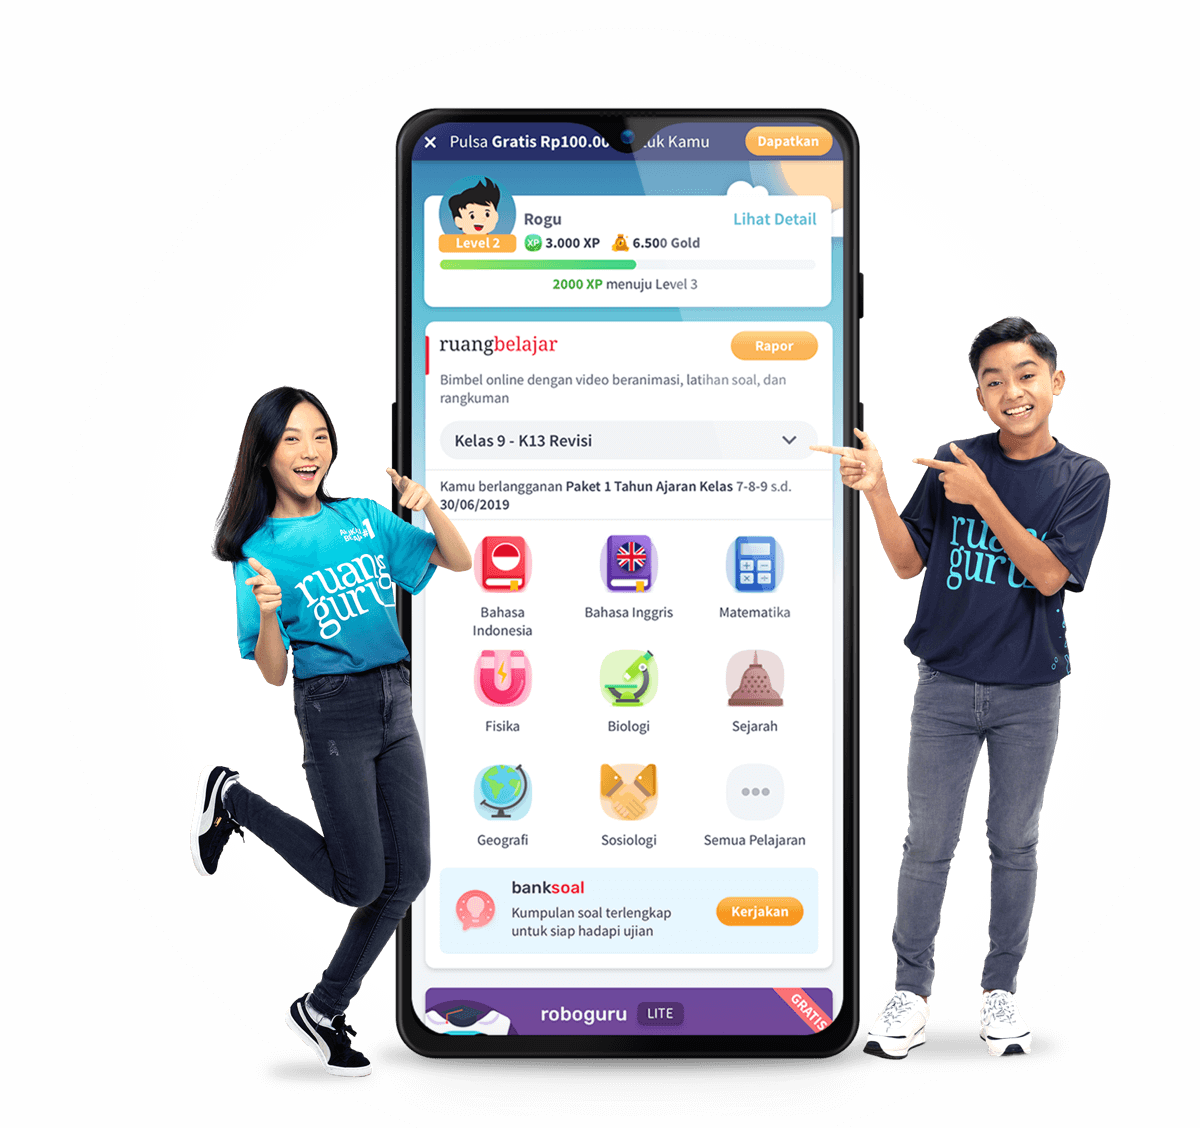 Pulsa Gratis Rp100.00 tuk Kamu
Dapatkan
Rogu
Lihat Detail
Level 2
XP 3.000 XP
6.500 Gold
2000 XP menuju Level 3
ruangbelajar
Rapor
Bimbel online dengan video beranimasi, latihan soal, dan
rangkuman
Kelas 9 - K13 Revisi
Kamu berlangganan Paket 1 Tahun Ajaran Kelas 7-8-9 s.d.
30/06/2019
Bahasa
Indonesia
Bahasa Inggris
Matematika
Fisika
Biologi
Sejarah
Geografi
Sosiologi
Semua Pelajaran
banksoal
Kumpulan soal terlengkap
untuk siap hadapi ujian
Kerjakan
roboguru LITE
GRATIS
#1
ruang
guru
ruang
guru